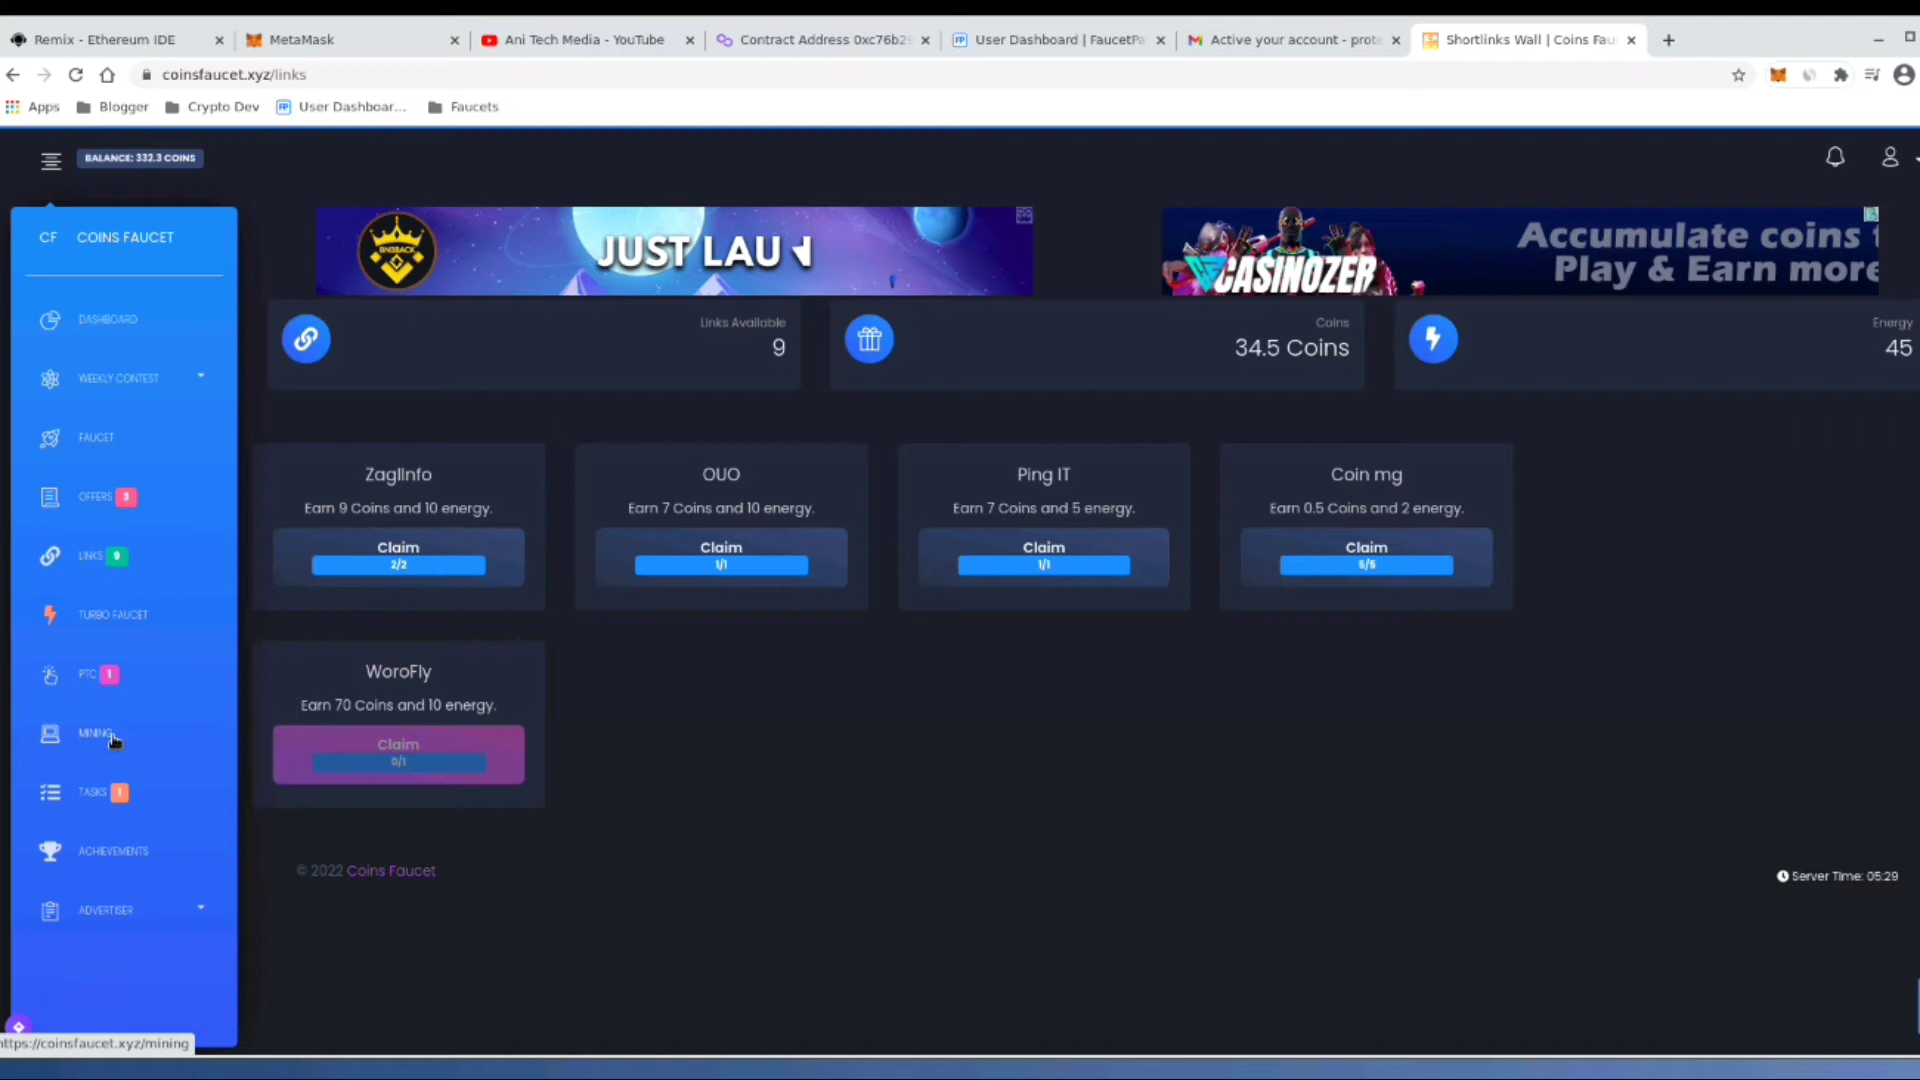 Remix - Ethereum IDE
MetaMask
Ani Tech Media - YouTube
Contract Address 0xc76b2
User Dashboard | FaucetPa
Active your account - prote
Shortlinks Wall | Coins Fau
coinsfaucet.xyz/links
Apps
Blogger
Crypto Dev
User Dashboar...
Faucets
BALANCE: 332.3 COINS
CF COINS FAUCET
DASHBOARD
WEEKLY CONTEST
FAUCET
OFFERS 3
LINKS 9
TURBO FAUCET
PTC 1
MINING
TASKS 1
ACHIEVEMENTS
ADVERTISER
https://coinsfaucet.xyz/mining
JUST LAU
CASINOZER
Accumulate coins
Play & Earn more
Links Available
9
Coins
34.5 Coins
Energy
45
ZaglInfo
Earn 9 Coins and 10 energy.
Claim
2/2
OUO
Earn 7 Coins and 10 energy.
Claim
1/1
Ping IT
Earn 7 Coins and 5 energy.
Claim
1/1
Coin mg
Earn 0.5 Coins and 2 energy.
Claim
5/5
WoroFly
Earn 70 Coins and 10 energy.
Claim
0/1
© 2022 Coins Faucet
Server Time: 05:29